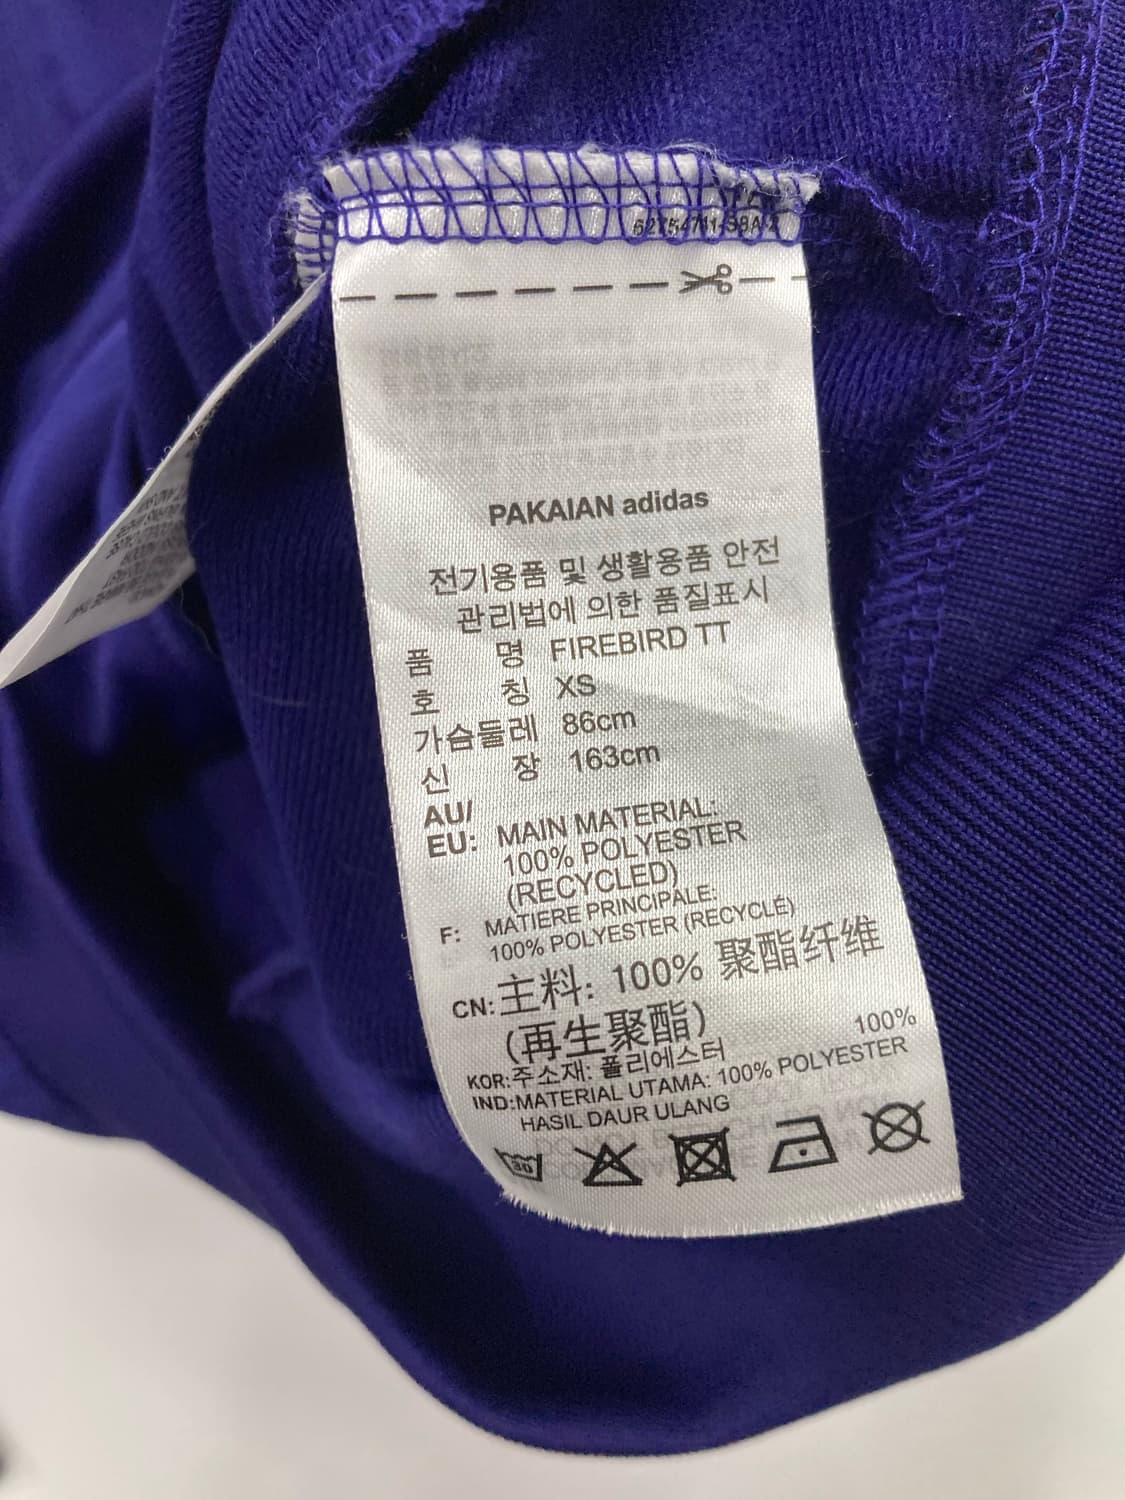 PAKAIAN adidas
전기용품 및 생활용품 안전
관리법에 의한 품질표시
품 명 FIREBIRD TT
호 칭 XS
가슴둘레 86cm
신 장 163cm
AU/
EU: MAIN MATERIAL:
100% POLYESTER
(RECYCLED)
F: MATIERE PRINCIPALE:
100% POLYESTER (RECYCLÉ)
CN: 主料: 100% 聚酯纤维
(再生聚酯)
KOR:주소재: 폴리에스터 100%
IND:MATERIAL UTAMA: 100% POLYESTER
HASIL DAUR ULANG
30